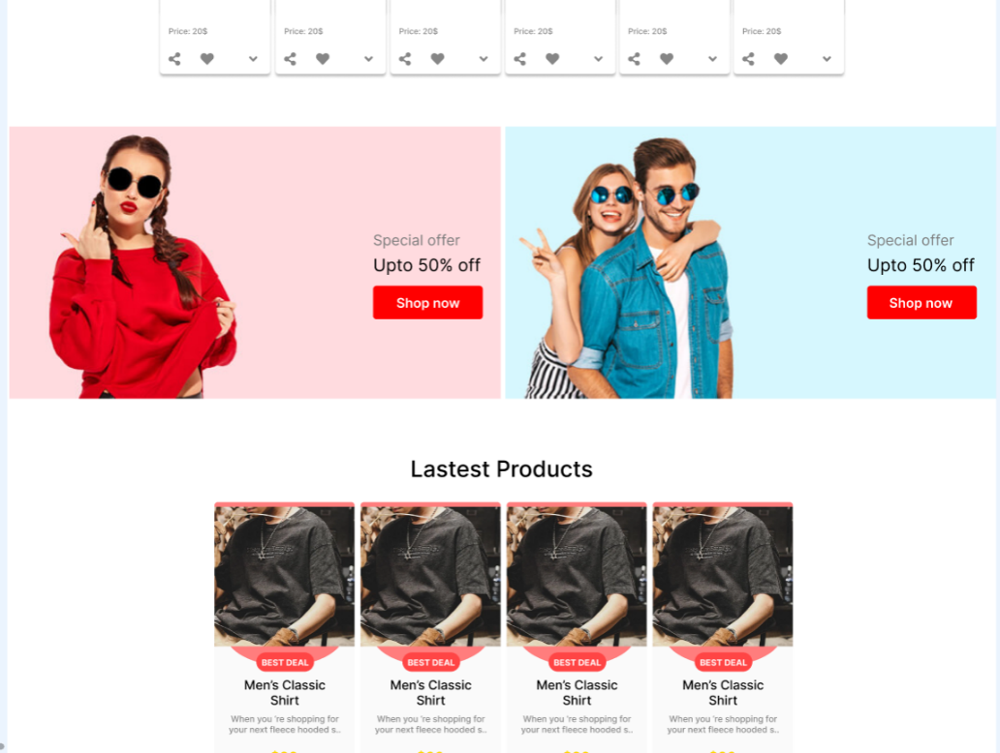 Price: 20$ Price: 20$ Price: 20$ Price: 20$ Price: 20$ Price: 20$
Special offer
Upto 50% off
Shop now
Special offer
Upto 50% off
Shop now
Lastest Products
BEST DEAL BEST DEAL BEST DEAL BEST DEAL
Men’s Classic Men’s Classic Men’s Classic Men’s Classic
Shirt Shirt Shirt Shirt
When you 're shopping for When you 're shopping for When you 're shopping for When you 're shopping for
your next fleece hooded s.. your next fleece hooded s.. your next fleece hooded s.. your next fleece hooded s..